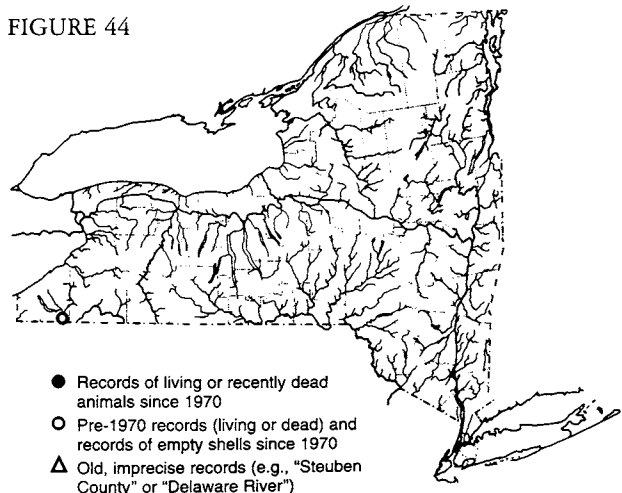 FIGURE 44
● Records of living or recently dead
animals since 1970
○ Pre-1970 records (living or dead) and
records of empty shells since 1970
△ Old, imprecise records (e.g., "Steuben
County" or "Delaware River")